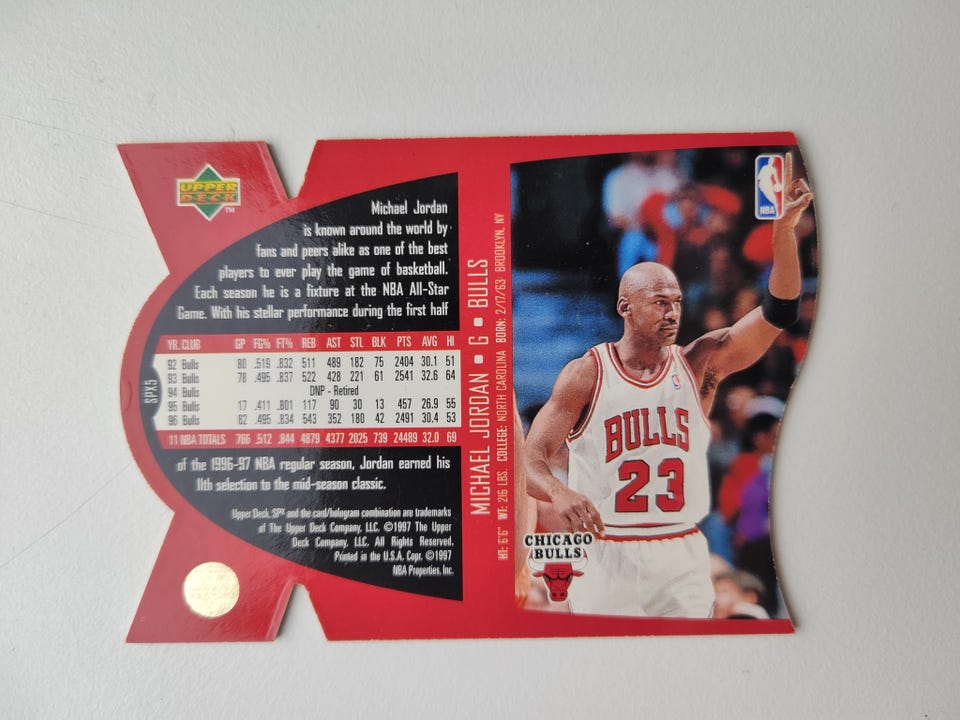 UPPER
DECK
TM
Michael Jordan
is known around the world by
fans and peers alike as one of the best
players to ever play the game of basketball.
Each season he is a fixture at the NBA All-Star
Game. With his stellar performance during the first half
SPX5
YR. CLUB GP FG% FT% REB AST STL BLK PTS AVG HI
92 Bulls 80 .519 .832 511 489 182 75 2404 30.1 51
93 Bulls 78 .495 .837 522 428 221 61 2541 32.6 64
94 Bulls DNP - Retired
95 Bulls 17 .411 .801 117 90 30 13 457 26.9 55
96 Bulls 82 .495 .834 543 352 180 42 2491 30.4 53
11 NBA TOTALS 766 .512 .844 4879 4377 2025 739 24489 32.0 69
of the 1996-97 NBA regular season, Jordan earned his
11th selection to the mid-season classic.
Upper Deck, SPx and the card/hologram combination are trademarks
of The Upper Deck Company, LLC. ©1997 The Upper
Deck Company, LLC. All Rights Reserved.
Printed in the U.S.A. Copr. ©1997
NBA Properties, Inc.
MICHAEL JORDAN • G • BULLS
HT: 6'6" WT: 216 LBS. COLLEGE: NORTH CAROLINA BORN: 2/17/63 BROOKLYN, NY
NBA
BULLS
23
CHICAGO
BULLS